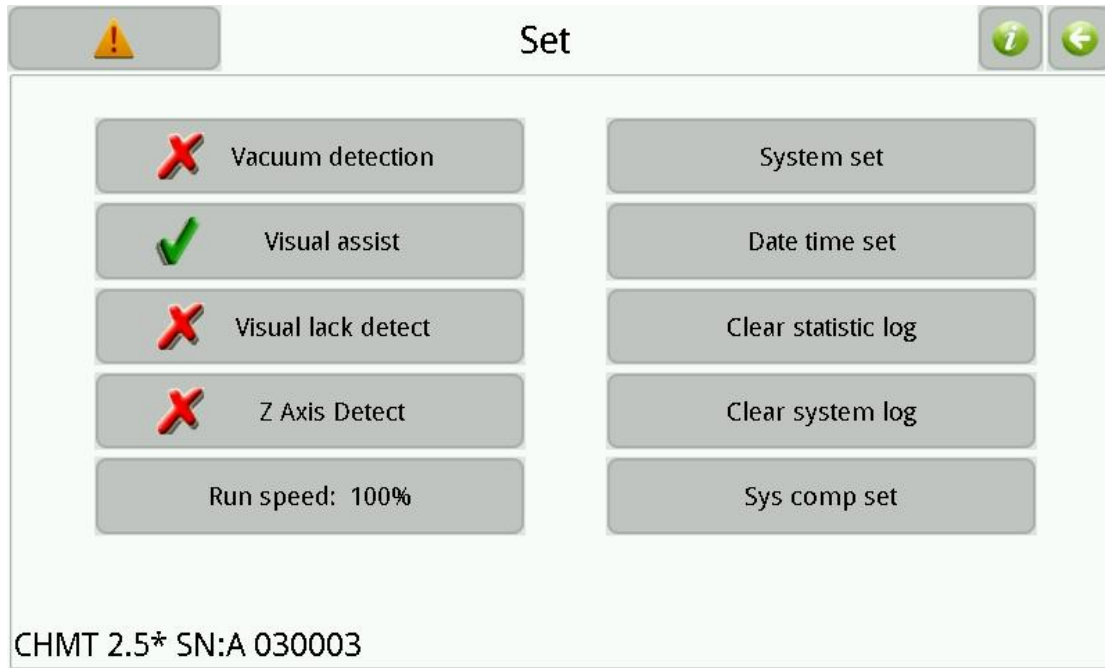 Set
Vacuum detection
System set
Visual assist
Date time set
Visual lack detect
Clear statistic log
Z Axis Detect
Clear system log
Run speed: 100%
Sys comp set
CHMT 2.5* SN:A 030003